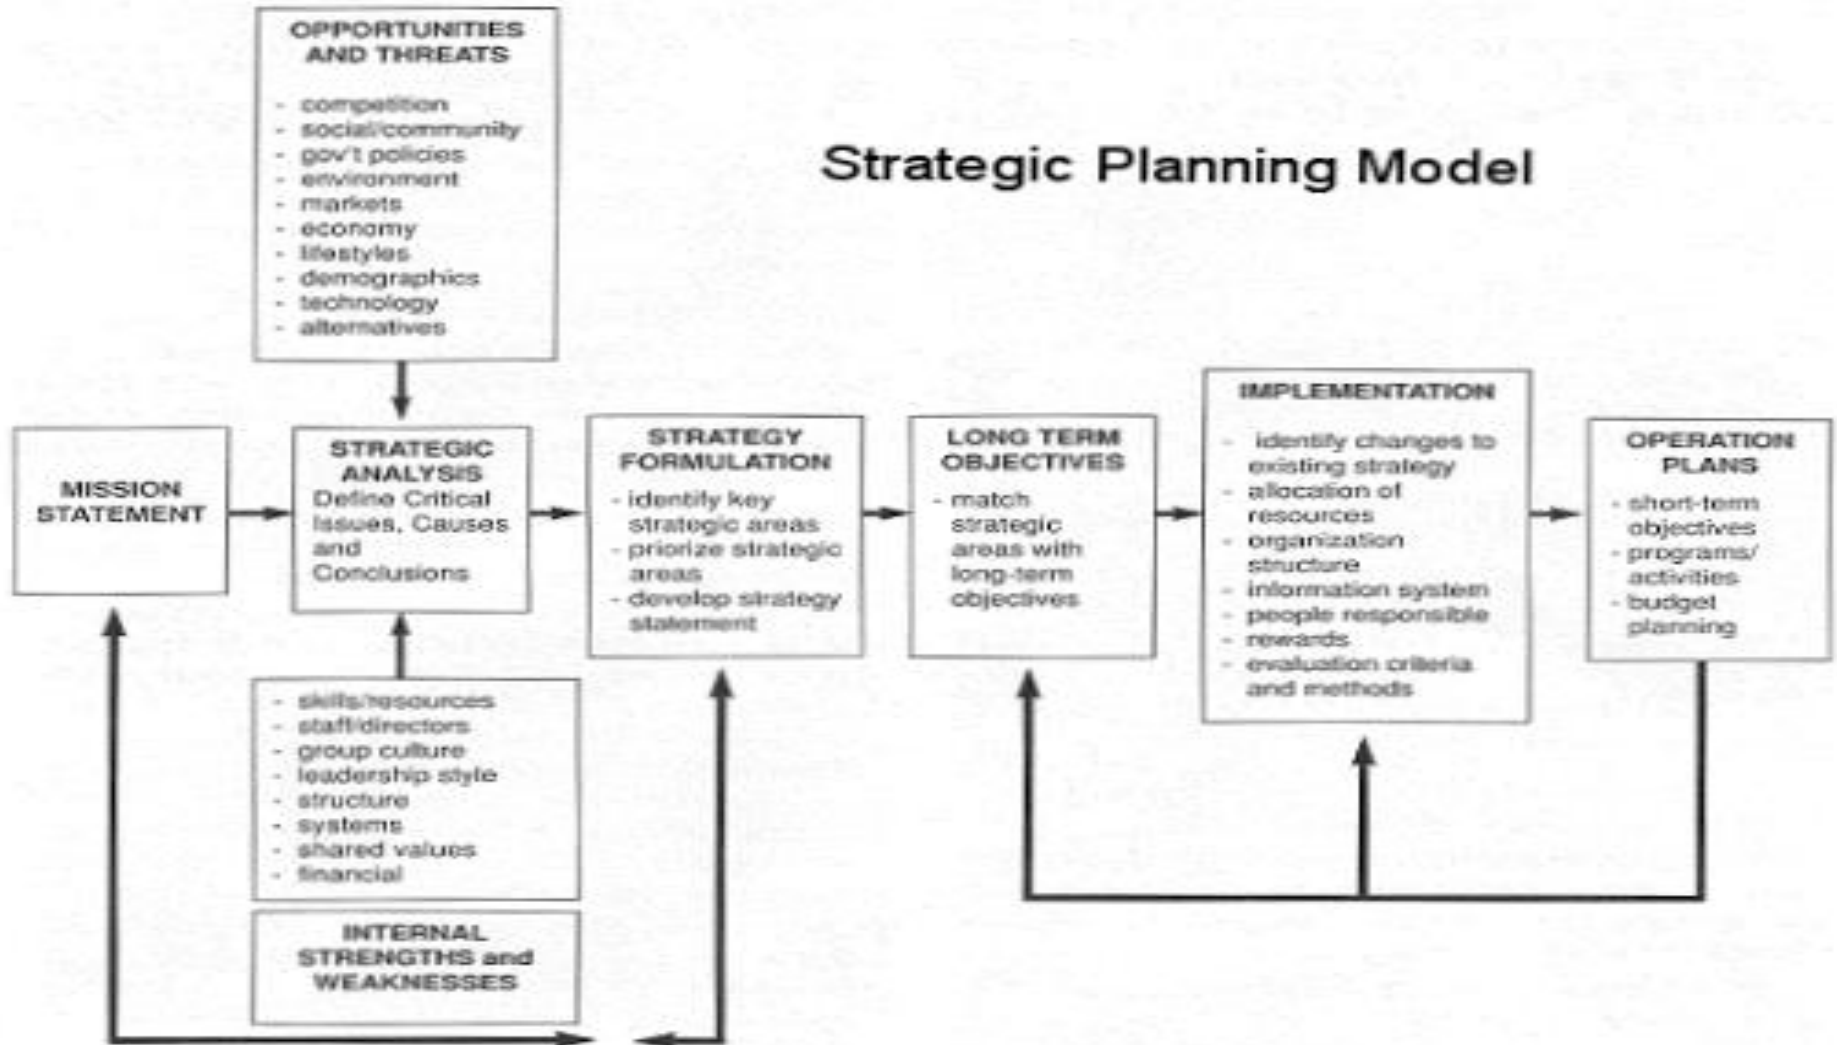 OPPORTUNITIES
AND THREATS
- competition
- social/community
- gov't policies
- environment
- markets
- economy
- lifestyles
- demographics
- technology
- alternatives
Strategic Planning Model
MISSION
STATEMENT
STRATEGIC
ANALYSIS
Define Critical
Issues, Causes
and
Conclusions
STRATEGY
FORMULATION
- identify key
strategic areas
- priorize strategic
areas
- develop strategy
statement
LONG TERM
OBJECTIVES
- match
strategic
areas with
long-term
objectives
IMPLEMENTATION
- identify changes to
existing strategy
- allocation of
resources
- organization
structure
- information system
- people responsible
- rewards
- evaluation criteria
and methods
OPERATION
PLANS
- short-term
objectives
- programs/
activities
- budget
planning
- skills/resources
- staff/directors
- group culture
- leadership style
- structure
- systems
- shared values
- financial
INTERNAL
STRENGTHS and
WEAKNESSES